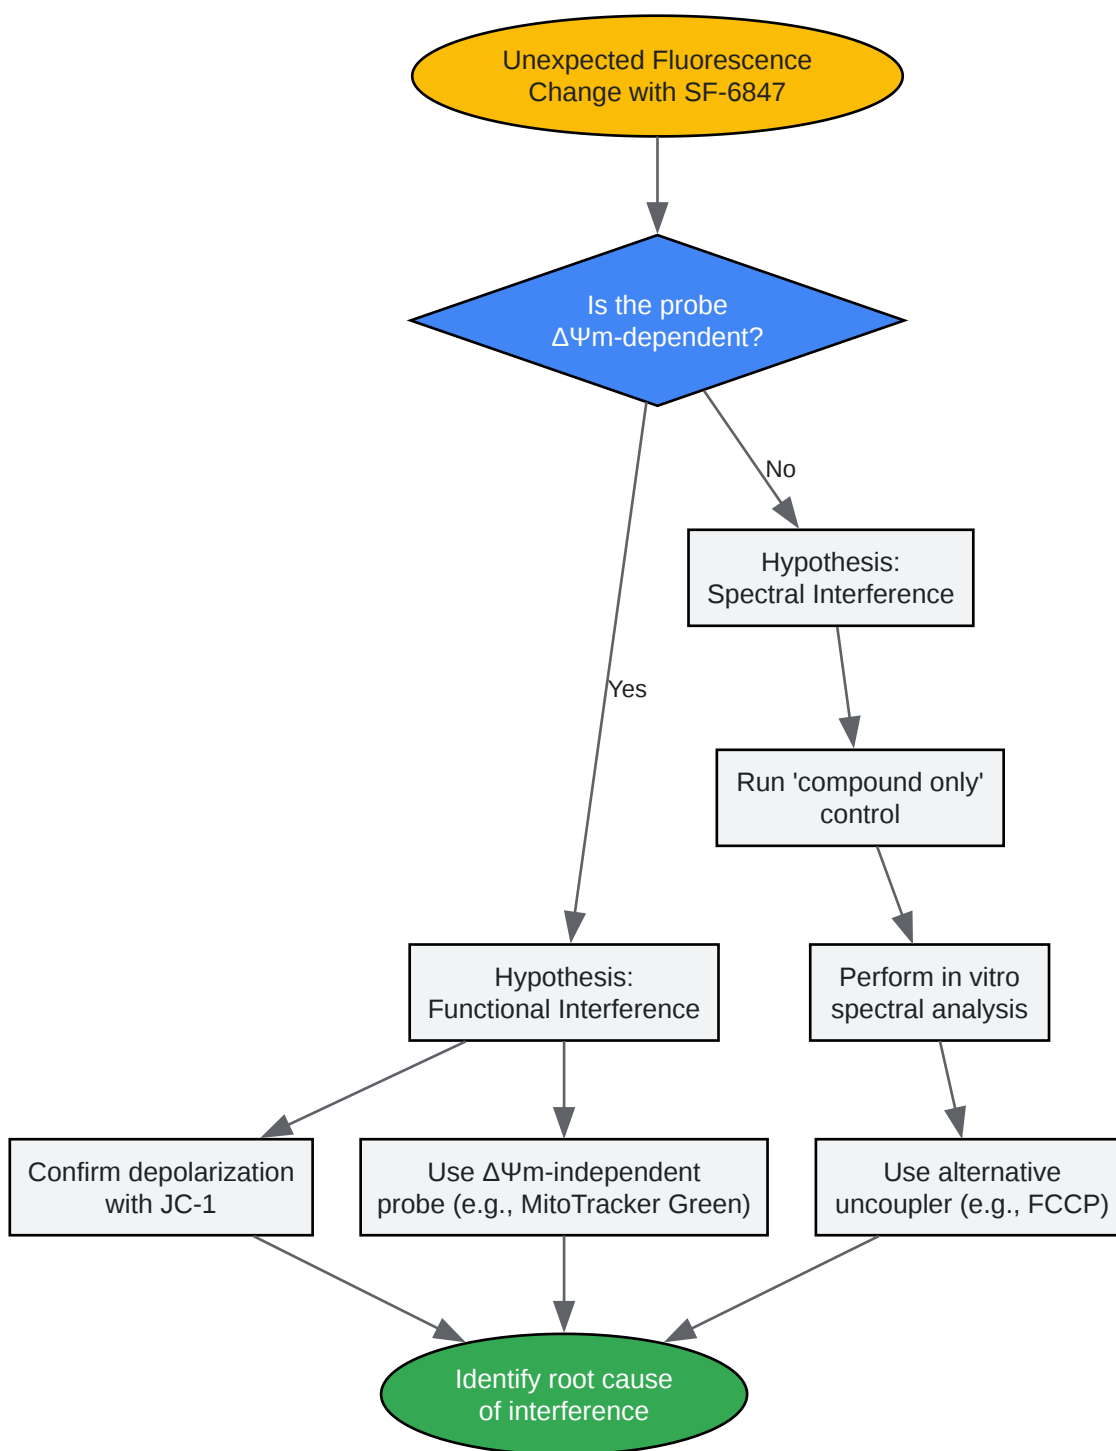 Unexpected Fluorescence
Change with SF-6847
Is the probe
ΔΨm-dependent?
No
Hypothesis:
Spectral Interference
Yes
Run 'compound only'
control
Hypothesis:
Functional Interference
Perform in vitro
spectral analysis
Confirm depolarization
with JC-1
Use ΔΨm-independent
probe (e.g., MitoTracker Green)
Use alternative
uncoupler (e.g., FCCP)
Identify root cause
of interference